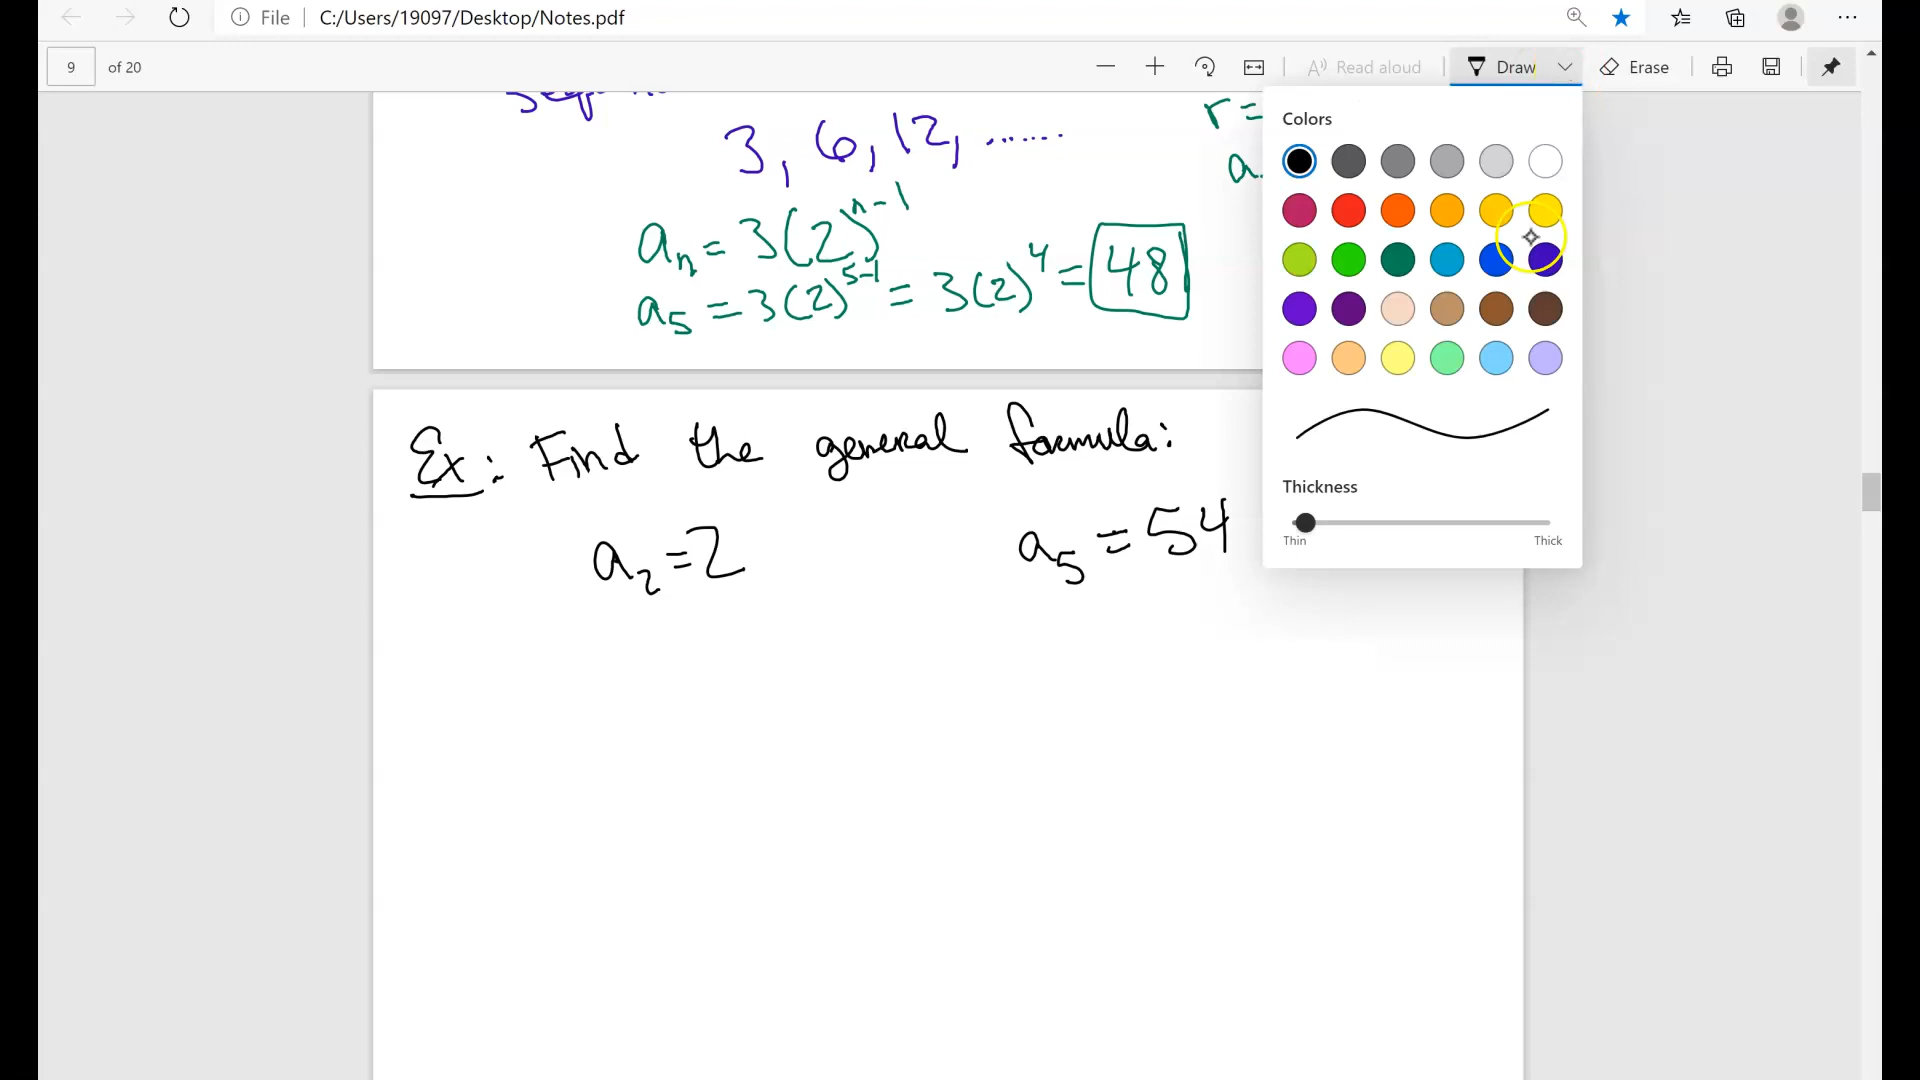 File C:/Users/19097/Desktop/Notes.pdf
9 of 20 Read aloud Draw Erase
3, 6, 12, .......
r =
aₙ = 3(2)ⁿ⁻¹
a₅ = 3(2)⁵⁻¹ = 3(2)⁴ = 48
Ex: Find the general formula:
a₂ = 2 a₅ = 54
Colors
Thickness
Thin Thick